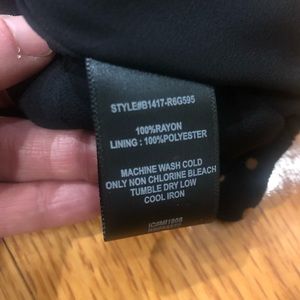 STYLE#B1417-R6G595
100%RAYON
LINING : 100%POLYESTER
MACHINE WASH COLD
ONLY NON CHLORINE BLEACH
TUMBLE DRY LOW
COOL IRON